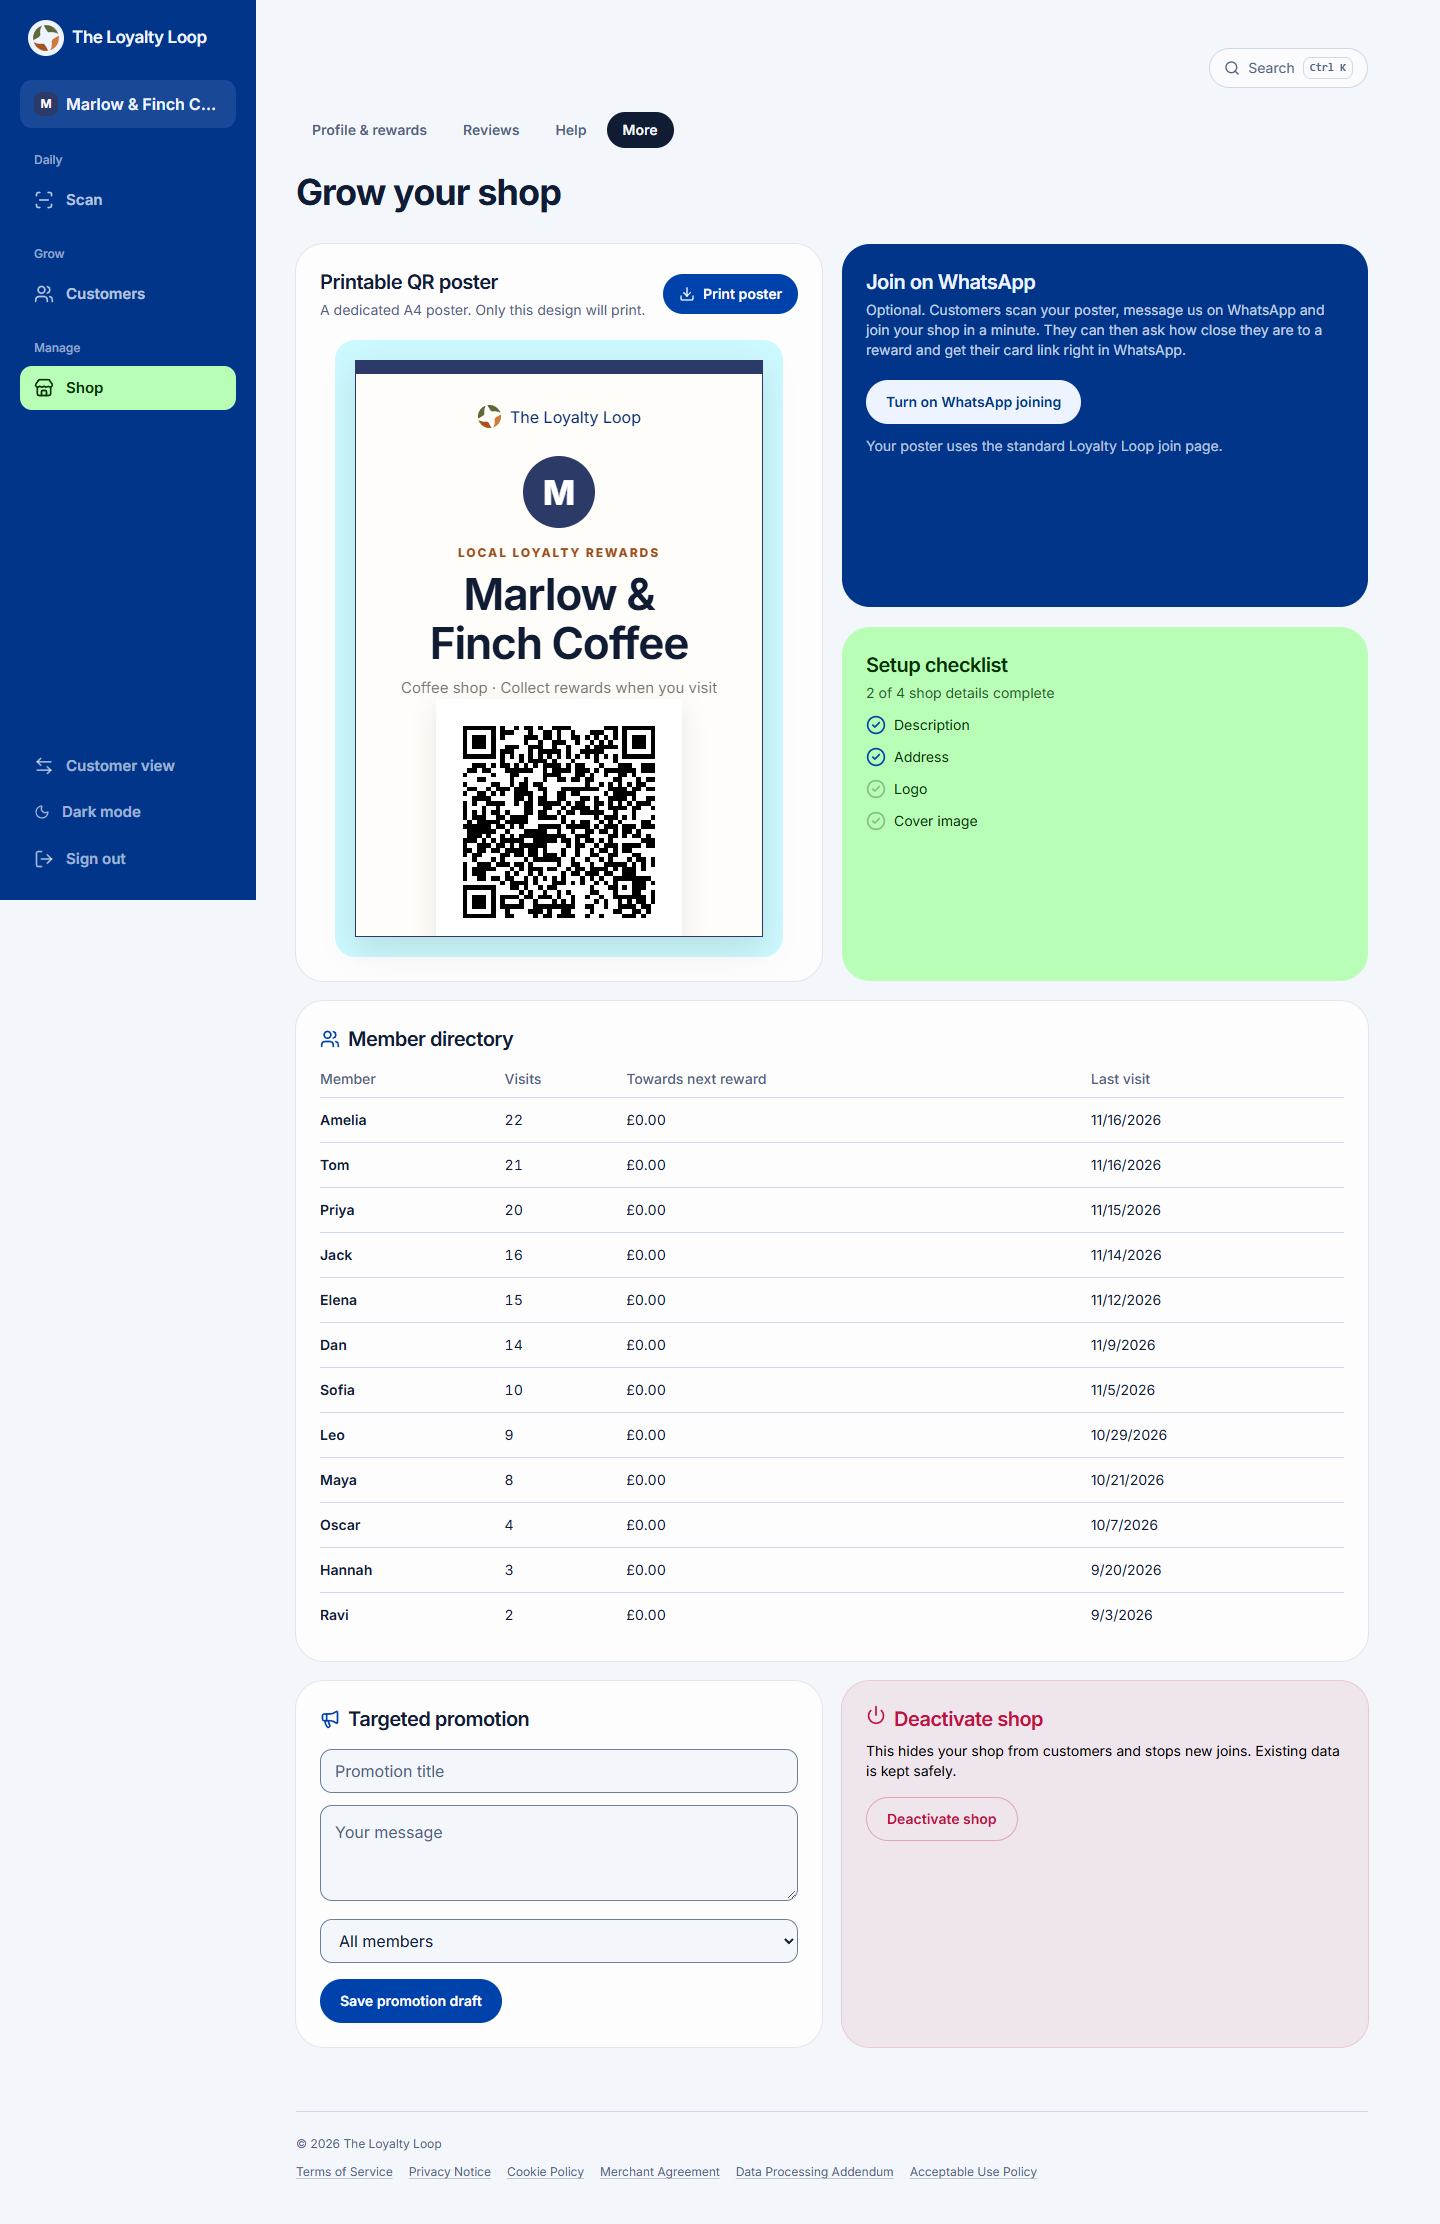 The Loyalty Loop
M
Marlow & Finch C...
Daily
Scan
Grow
Customers
Manage
Shop
Customer view
Dark mode
Sign out
Search
Ctrl K
Profile & rewards
Reviews
Help
More
Grow your shop
Printable QR poster
A dedicated A4 poster. Only this design will print.
Print poster
The Loyalty Loop
M
LOCAL LOYALTY REWARDS
Marlow &
Finch Coffee
Coffee shop · Collect rewards when you visit
Join on WhatsApp
Optional. Customers scan your poster, message us on WhatsApp and
join your shop in a minute. They can then ask how close they are to a
reward and get their card link right in WhatsApp.
Turn on WhatsApp joining
Your poster uses the standard Loyalty Loop join page.
Setup checklist
2 of 4 shop details complete
Description
Address
Logo
Cover image
Member directory
Member Visits Towards next reward Last visit
Amelia 22 £0.00 11/16/2026
Tom 21 £0.00 11/16/2026
Priya 20 £0.00 11/15/2026
Jack 16 £0.00 11/14/2026
Elena 15 £0.00 11/12/2026
Dan 14 £0.00 11/9/2026
Sofia 10 £0.00 11/5/2026
Leo 9 £0.00 10/29/2026
Maya 8 £0.00 10/21/2026
Oscar 4 £0.00 10/7/2026
Hannah 3 £0.00 9/20/2026
Ravi 2 £0.00 9/3/2026
Targeted promotion
Promotion title
Your message
All members
Save promotion draft
Deactivate shop
This hides your shop from customers and stops new joins. Existing data
is kept safely.
Deactivate shop
© 2026 The Loyalty Loop
Terms of Service Privacy Notice Cookie Policy Merchant Agreement Data Processing Addendum Acceptable Use Policy